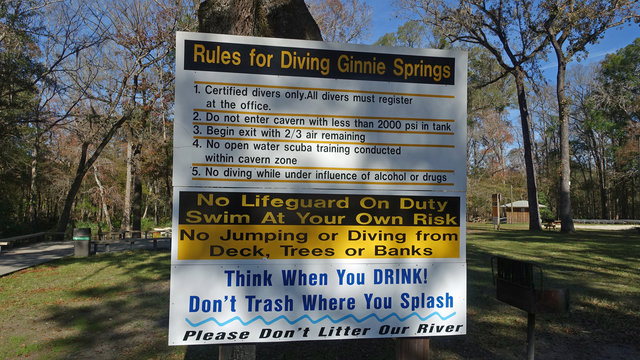 Rules for Diving Ginnie Springs
1. Certified divers only.All divers must register
at the office.
2. Do not enter cavern with less than 2000 psi in tank
3. Begin exit with 2/3 air remaining
4. No open water scuba training conducted
within cavern zone
5. No diving while under influence of alcohol or drugs
No Lifeguard On Duty
Swim At Your Own Risk
No Jumping or Diving from
Deck, Trees or Banks
Think When You DRINK!
Don't Trash Where You Splash
Please Don't Litter Our River